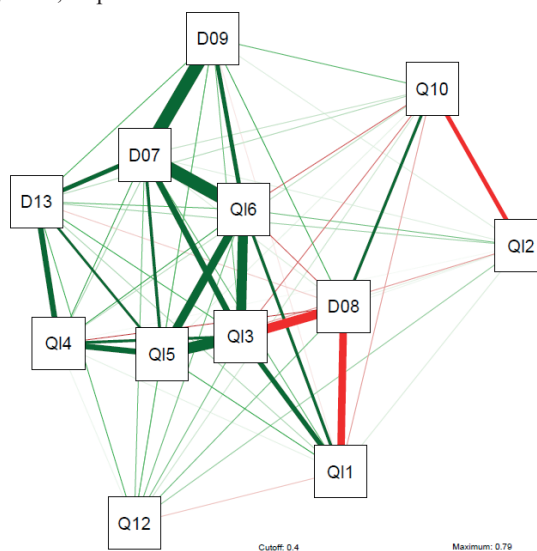 D09
Q10
D07
D13
QI6
QI2
D08
QI3
QI4
QI5
QI1
Q12
Cutoff: 0.4 Maximum: 0.79